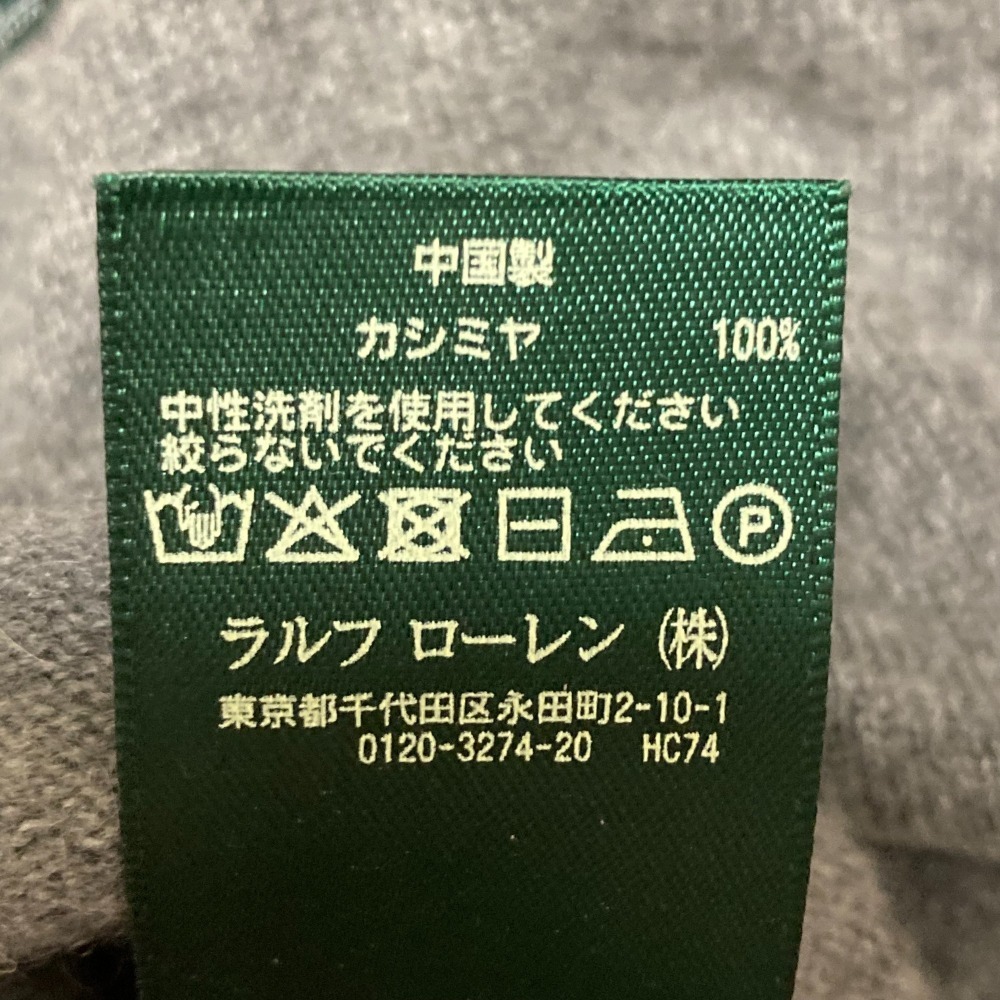 中国製
カシミヤ 100%
中性洗剤を使用してください
絞らないでください
P
ラルフ ローレン (株)
東京都千代田区永田町2-10-1
0120-3274-20 HC74